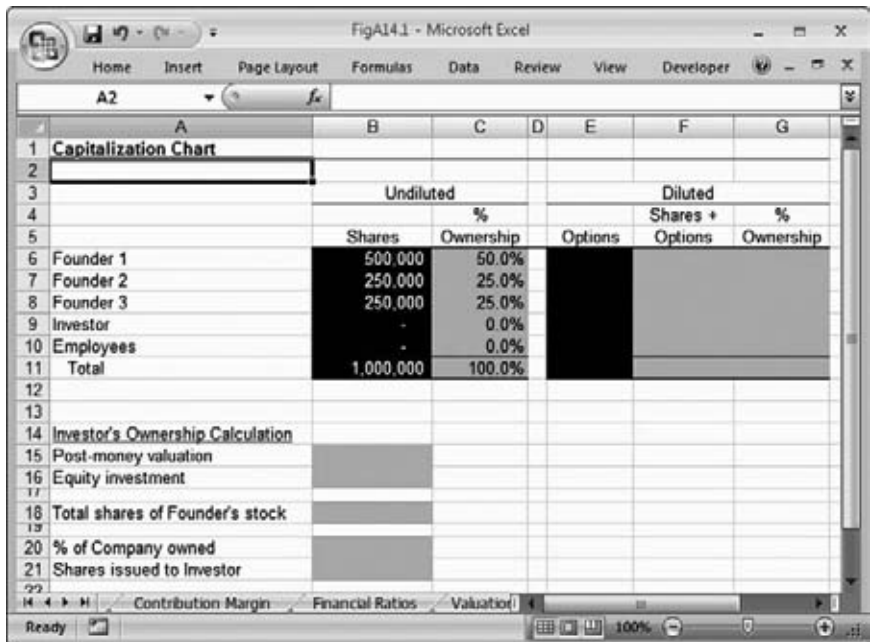 FigA14.1 - Microsoft Excel
Home Insert Page Layout Formulas Data Review View Developer
A2 fx
A B C D E F G
1 Capitalization Chart
2
3 Undiluted Diluted
4 % Shares + %
5 Shares Ownership Options Options Ownership
6 Founder 1 500,000 50.0%
7 Founder 2 250,000 25.0%
8 Founder 3 250,000 25.0%
9 Investor - 0.0%
10 Employees - 0.0%
11 Total 1,000,000 100.0%
12
13
14 Investor's Ownership Calculation
15 Post-money valuation
16 Equity investment
17
18 Total shares of Founder's stock
19
20 % of Company owned
21 Shares issued to Investor
22
Contribution Margin Financial Ratios Valuation
Ready 100%